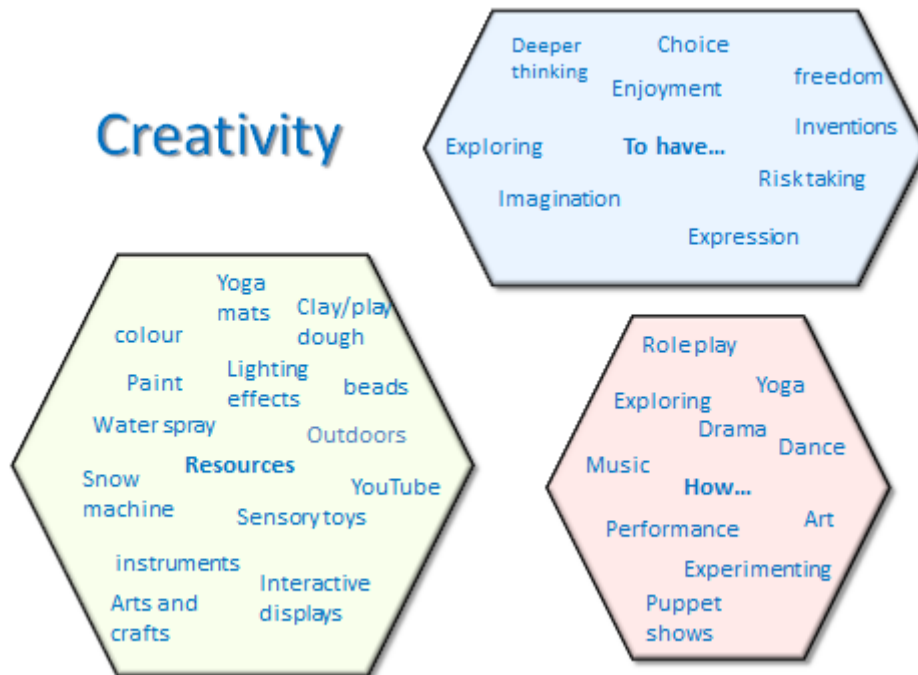 Creativity
Deeper
thinking
Choice
Enjoyment
freedom
Inventions
Exploring
To have...
Risk taking
Imagination
Expression
Yoga
mats
Clay/play
dough
colour
Lighting
effects
Paint
beads
Water spray
Outdoors
Resources
Snow
machine
YouTube
Sensory toys
instruments
Interactive
displays
Arts and
crafts
Role play
Yoga
Exploring
Drama
Dance
Music
How...
Performance
Art
Experimenting
Puppet
shows